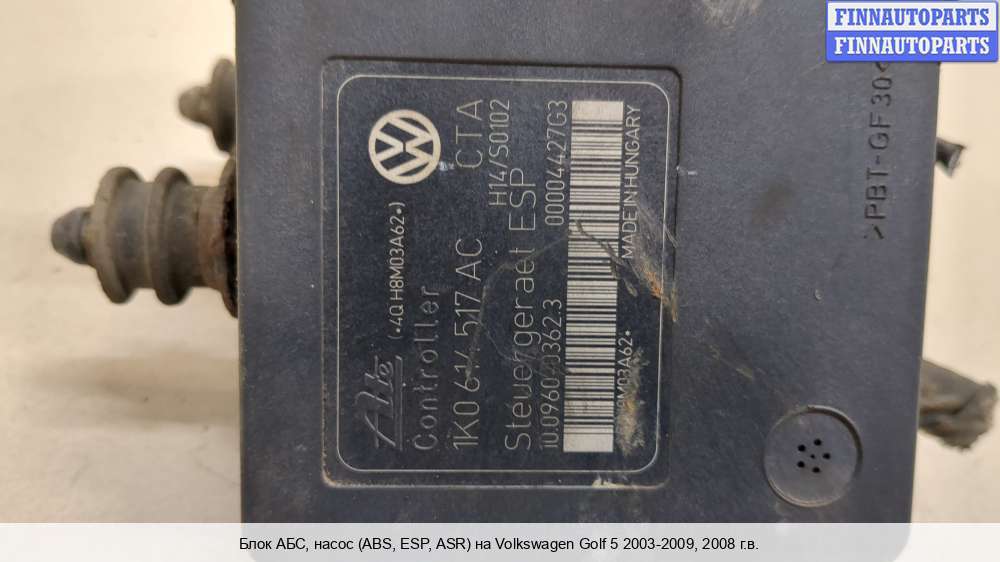 FINNAUTOPARTS
FINNAUTOPARTS
Ate (•4Q H8M03A62•)
Controller
1K0 614 517 AC CTA
H14/S0102
Steuergeraet ESP
00004427G3
MADE IN HUNGARY
>PBT-GF30<
Блок АБС, насос (ABS, ESP, ASR) на Volkswagen Golf 5 2003-2009, 2008 г.в.